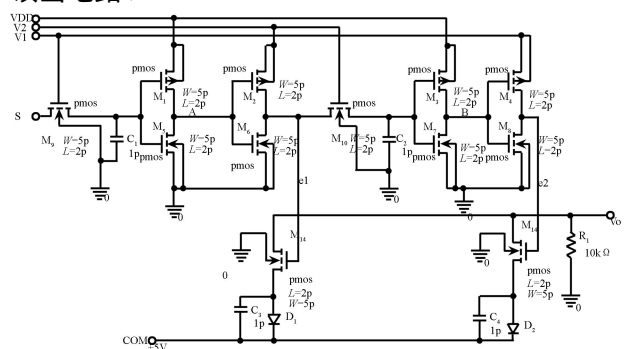 VDD
V2
V1
pmos
pmos
pmos
pmos
W=5p
L=2p
W=5p
L=2p
W=5p
L=2p
W=5p
L=2p
M1
M2
M3
M4
pmos
pmos
S
A
B
M9
W=5p
L=2p
C1
1p
M5
W=5p
L=2p
pmos
M6
W=5p
L=2p
pmos
M10
W=5p
L=2p
C2
1p
M7
W=5p
L=2p
pmos
M8
W=5p
L=2p
pmos
0
0
0
0
e1
e2
Vo
M14
M14
R1
10kΩ
0
0
0
pmos
L=2p
W=5p
pmos
L=2p
W=5p
C3
1p
D1
C4
1p
D2
COM
+5V